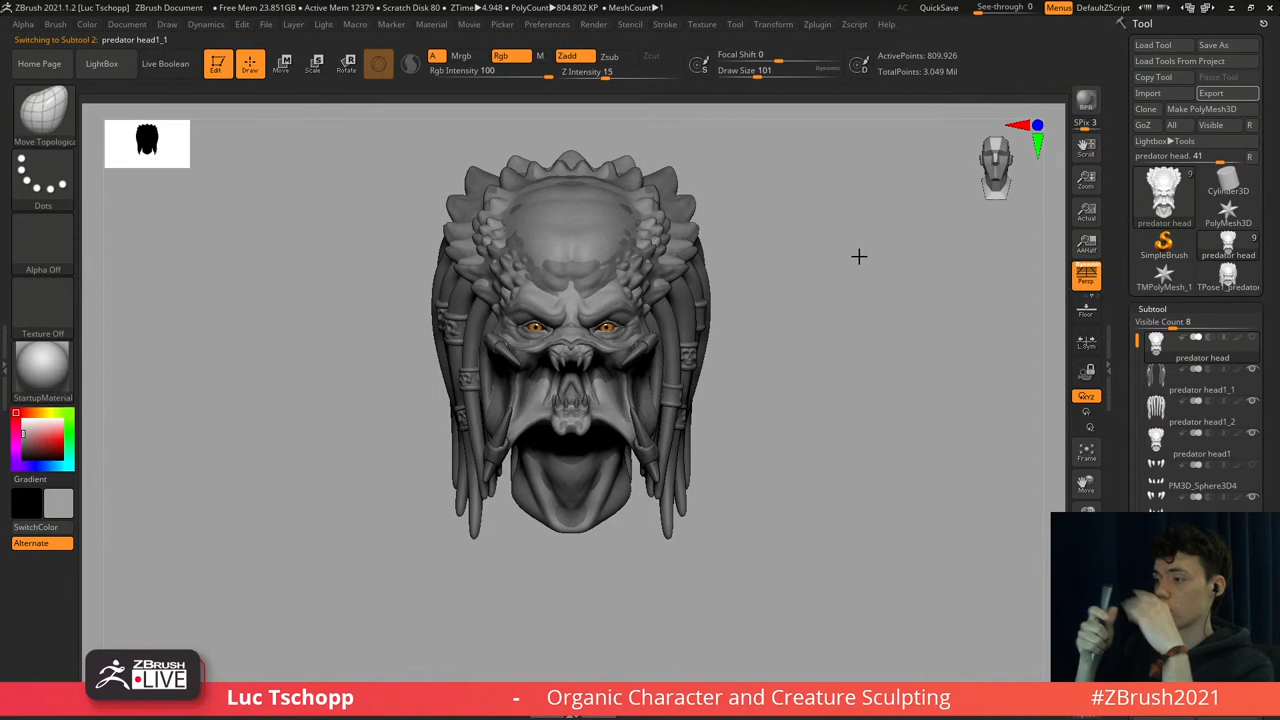 ZBrush 2021.1.2 [Luc Tschopp] ZBrush Document • Free Mem 23.851GB • Active Mem 12379 • Scratch Disk 80 • ZTime▶4.948 • PolyCount▶804.802 KP • MeshCount▶1
AC QuickSave See-through 0 Menus DefaultZScript
Alpha Brush Color Document Draw Dynamics Edit File Layer Light Macro Marker Material Movie Picker Preferences Render Stencil Stroke Texture Tool Transform Zplugin Zscript Help
Switching to Subtool 2: predator head1_1
Home Page LightBox Live Boolean
Edit Draw Move Scale Rotate
A Mrgb Rgb M Zadd Zsub Zcut
Rgb Intensity 100 Z Intensity 15
Focal Shift 0
Draw Size 101 Dynamic
S D
ActivePoints: 809,926
TotalPoints: 3.049 Mil
Move Topologica
Dots
Alpha Off
Texture Off
StartupMaterial
Gradient
SwitchColor
Alternate
BPR
SPix 3
Scroll
Zoom
Actual
AAHalf
Dynamic
Persp
Floor
L.Sym
XYZ
Frame
Move
Tool
Load Tool Save As
Load Tools From Project
Copy Tool Paste Tool
Import Export
Clone Make PolyMesh3D
GoZ All Visible R
Lightbox▶Tools
predator head. 41 R
9
predator head
Cylinder3D
PolyMesh3D
SimpleBrush
9
predator head
TMPolyMesh_1
TPose1_predator
Subtool
Visible Count 8
predator head
predator head1_1
predator head1_2
predator head1
PM3D_Sphere3D4
ZBRUSH
•LIVE
Luc Tschopp - Organic Character and Creature Sculpting #ZBrush2021